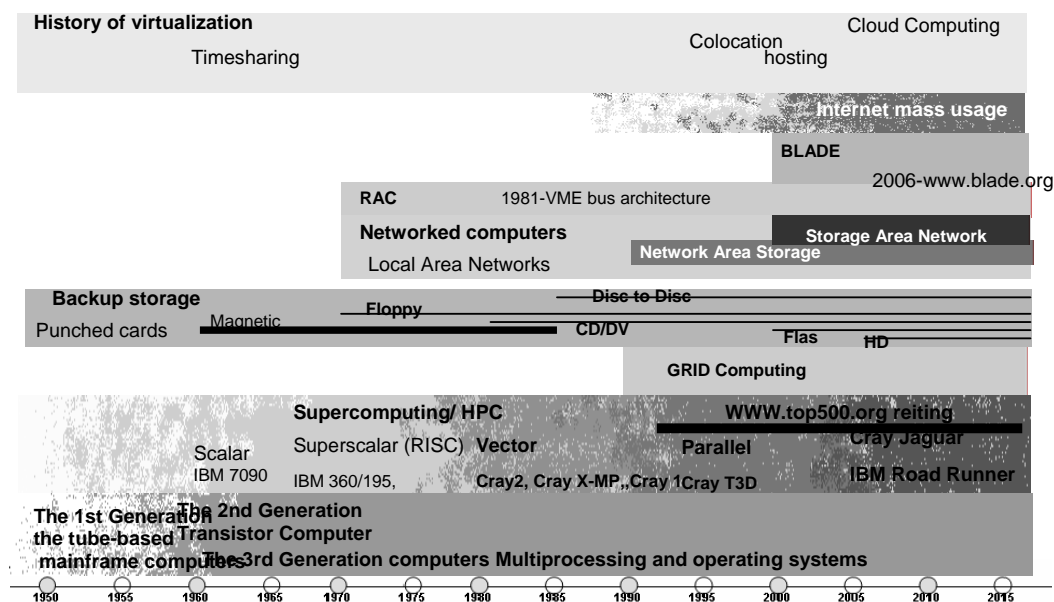 History of virtualization
Timesharing
Colocation
hosting
Cloud Computing
Internet mass usage
BLADE
2006-www.blade.org
RAC
1981-VME bus architecture
Networked computers
Storage Area Network
Network Area Storage
Local Area Networks
Backup storage
Disc to Disc
Floppy
Magnetic
Punched cards
CD/DV
Flas
HD
GRID Computing
Supercomputing/ HPC
WWW.top500.org reiting
Superscalar (RISC)
Vector
Parallel
Cray Jaguar
Scalar
IBM 7090
IBM 360/195,
Cray2, Cray X-MP,,Cray 1
Cray T3D
IBM Road Runner
The 1st Generation
the tube-based
mainframe computers
The 2nd Generation
Transistor Computer
The 3rd Generation computers Multiprocessing and operating systems
1950 1955 1960 1965 1970 1975 1980 1985 1990 1995 2000 2005 2010 2015